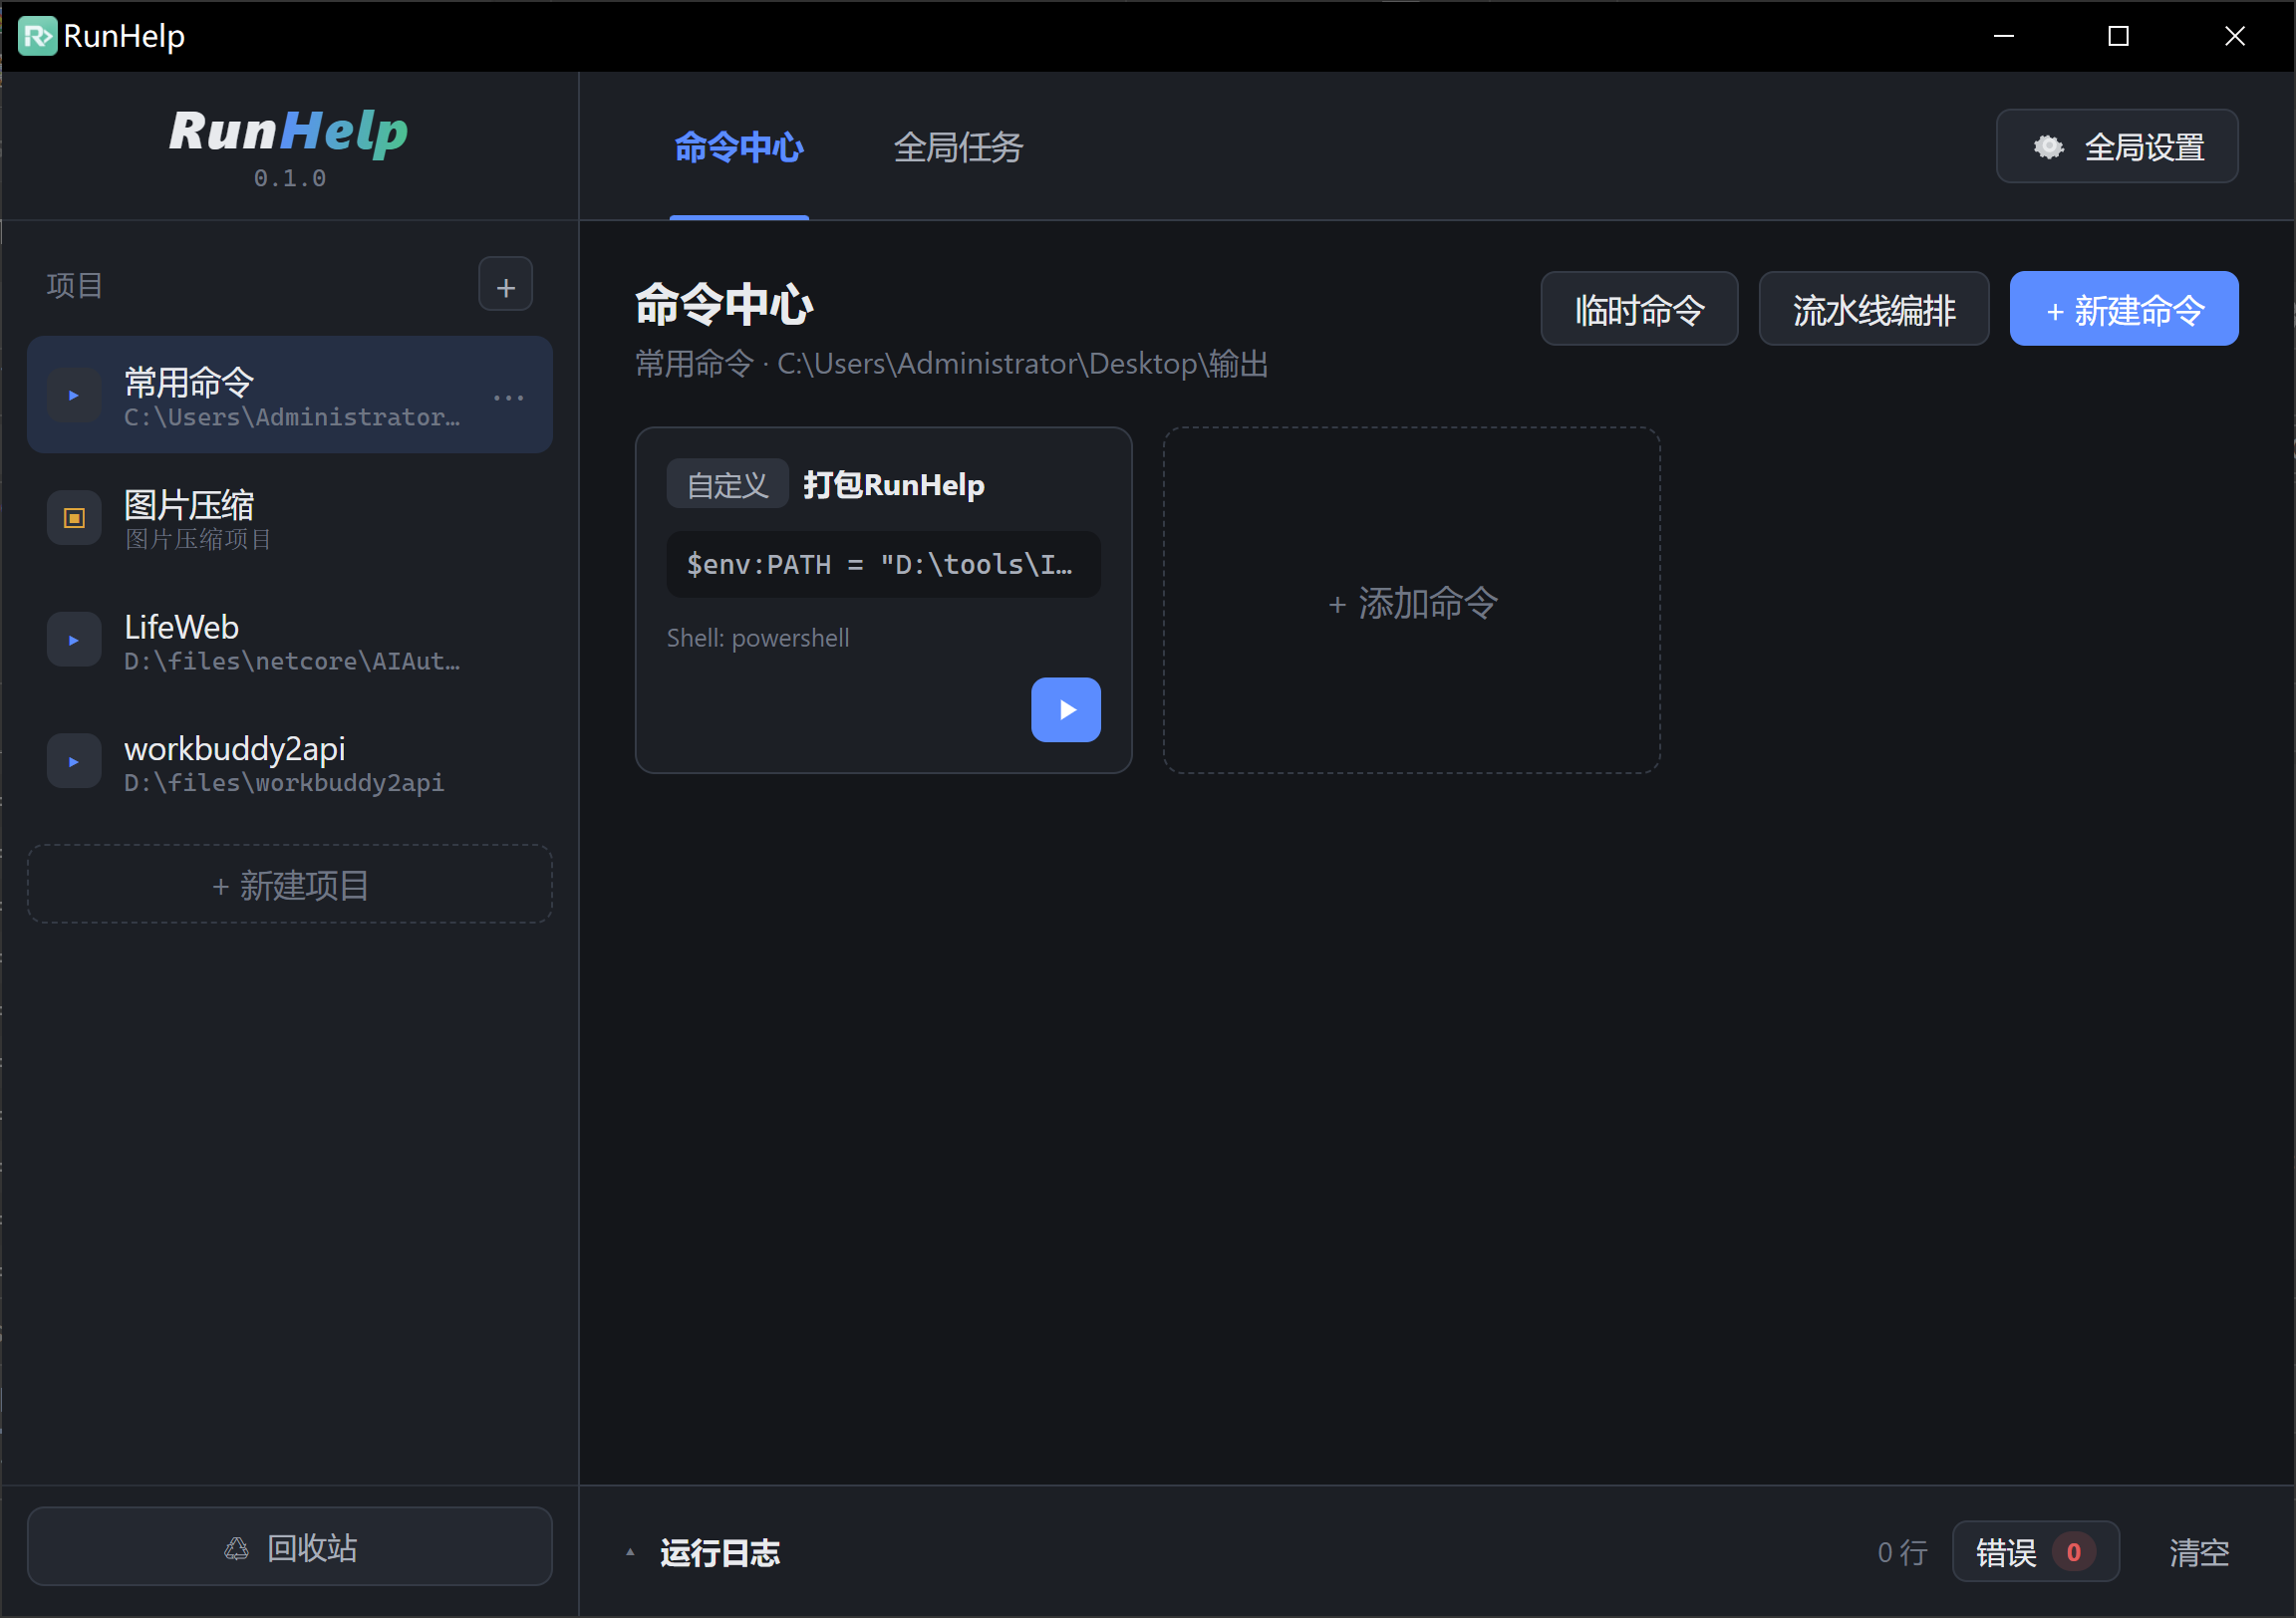 RunHelp
RunHelp
0.1.0
命令中心
全局任务
全局设置
项目
+
常用命令
C:\Users\Administrator…
…
图片压缩
图片压缩项目
LifeWeb
D:\files\netcore\AIAut…
workbuddy2api
D:\files\workbuddy2api
+ 新建项目
回收站
命令中心
常用命令 · C:\Users\Administrator\Desktop\输出
临时命令
流水线编排
+ 新建命令
自定义 打包RunHelp
$env:PATH = "D:\tools\I…
Shell: powershell
+ 添加命令
运行日志
0 行
错误 0
清空